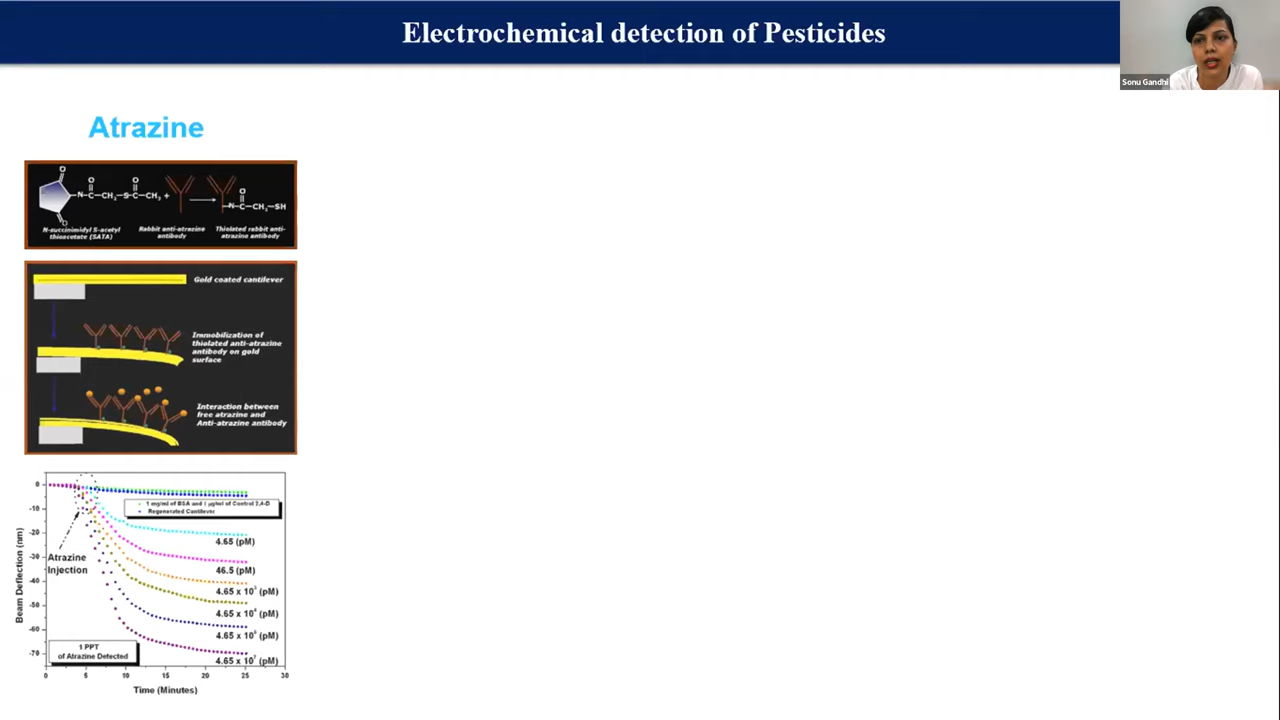 Electrochemical detection of Pesticides
Sonu Gandhi
Atrazine
O
O
O
N—C—CH2—S—C—CH3 +
O
O
N—C—CH2—SH
N-succinimidyl S-acetyl
thioacetate (SATA)
Rabbit anti-atrazine
antibody
Thiolated rabbit anti-
atrazine antibody
Gold coated cantilever
Immobilization of
thiolated anti-atrazine
antibody on gold
surface
Interaction between
free atrazine and
Anti-atrazine antibody
Beam Deflection (nm)
0
-10
-20
-30
-40
-50
-60
-70
1 mg/ml of BSA and 1 µg/ml of Control 2,4-D
Regenerated Cantilever
Atrazine
Injection
4.65 (pM)
46.5 (pM)
4.65 x 10³ (pM)
4.65 x 10⁴ (pM)
4.65 x 10 (pM)
4.65 x 10⁷ (pM)
1 PPT
of Atrazine Detected
0 5 10 15 20 25 30
Time (Minutes)